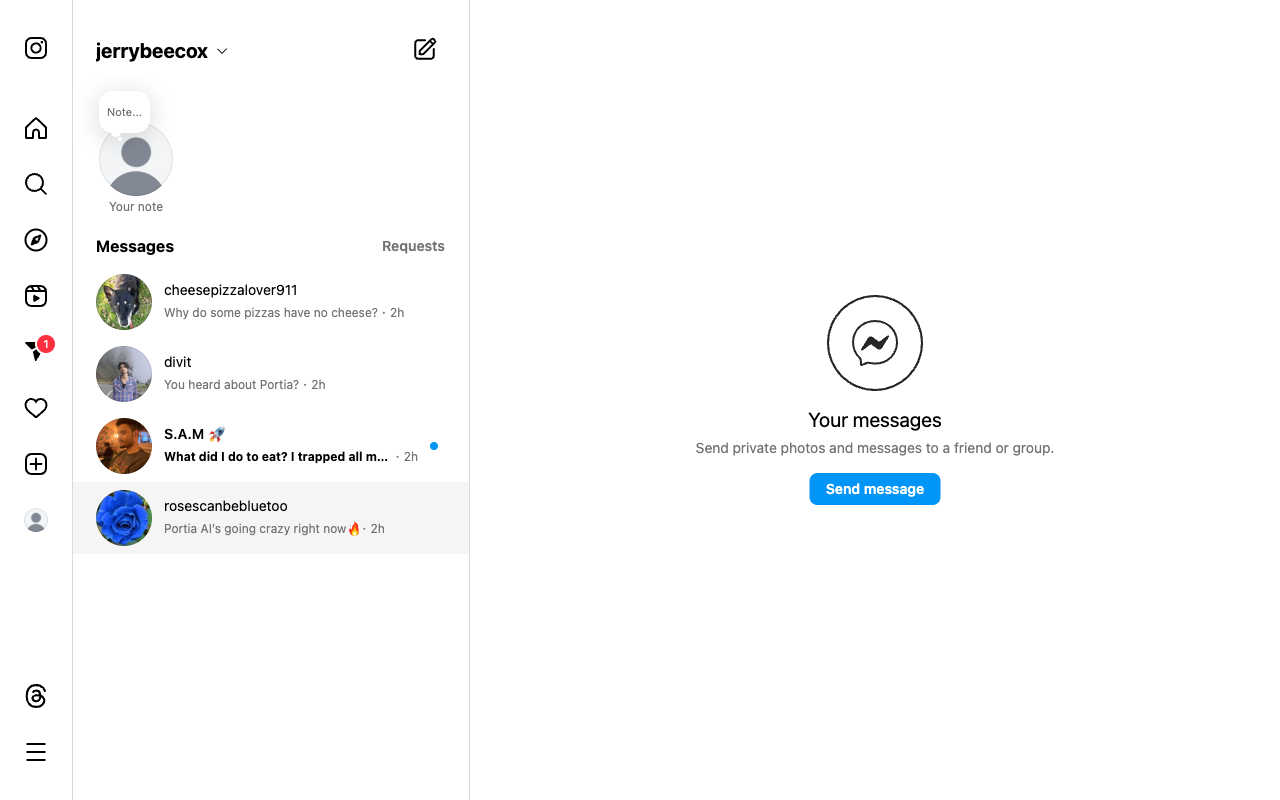 jerrybeecox
Note...
Your note
Messages
Requests
cheesepizzalover911
Why do some pizzas have no cheese? · 2h
divit
You heard about Portia? · 2h
1
S.A.M 🚀
What did I do to eat? I trapped all m... · 2h
rosescanbebluetoo
Portia AI's going crazy right now🔥 · 2h
Your messages
Send private photos and messages to a friend or group.
Send message